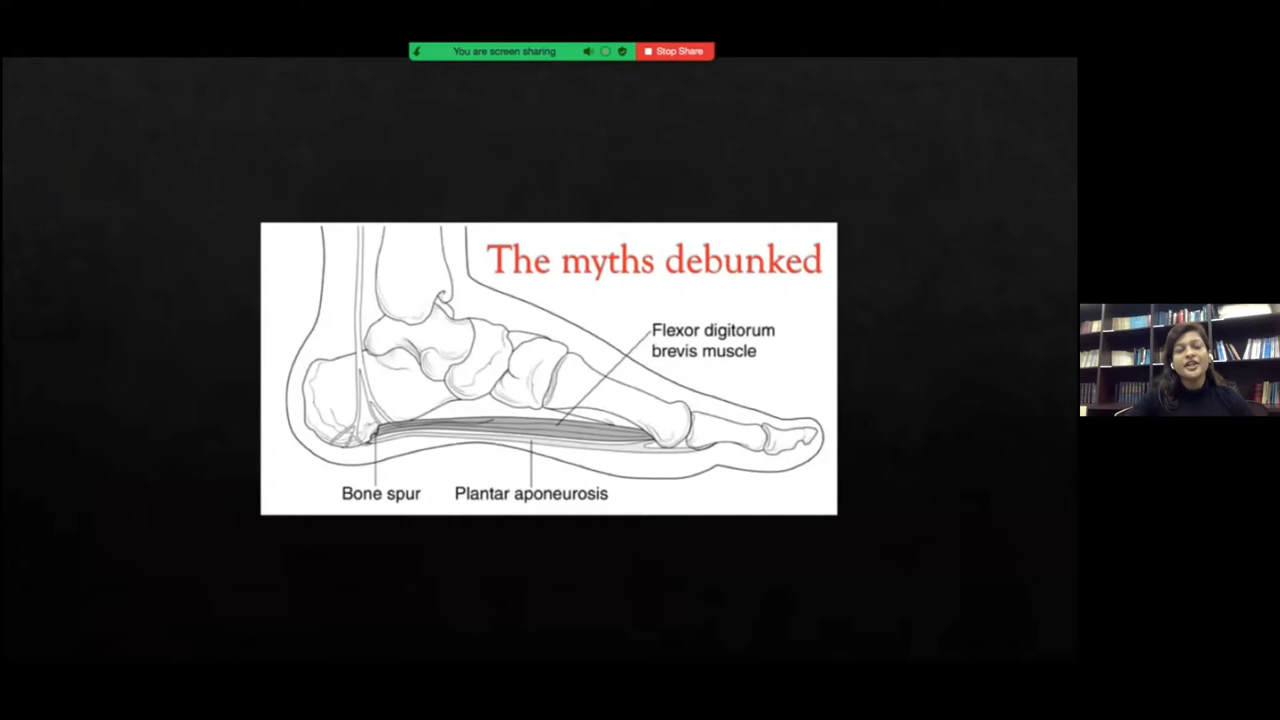 You are screen sharing
Stop Share
The myths debunked
Flexor digitorum
brevis muscle
Bone spur
Plantar aponeurosis